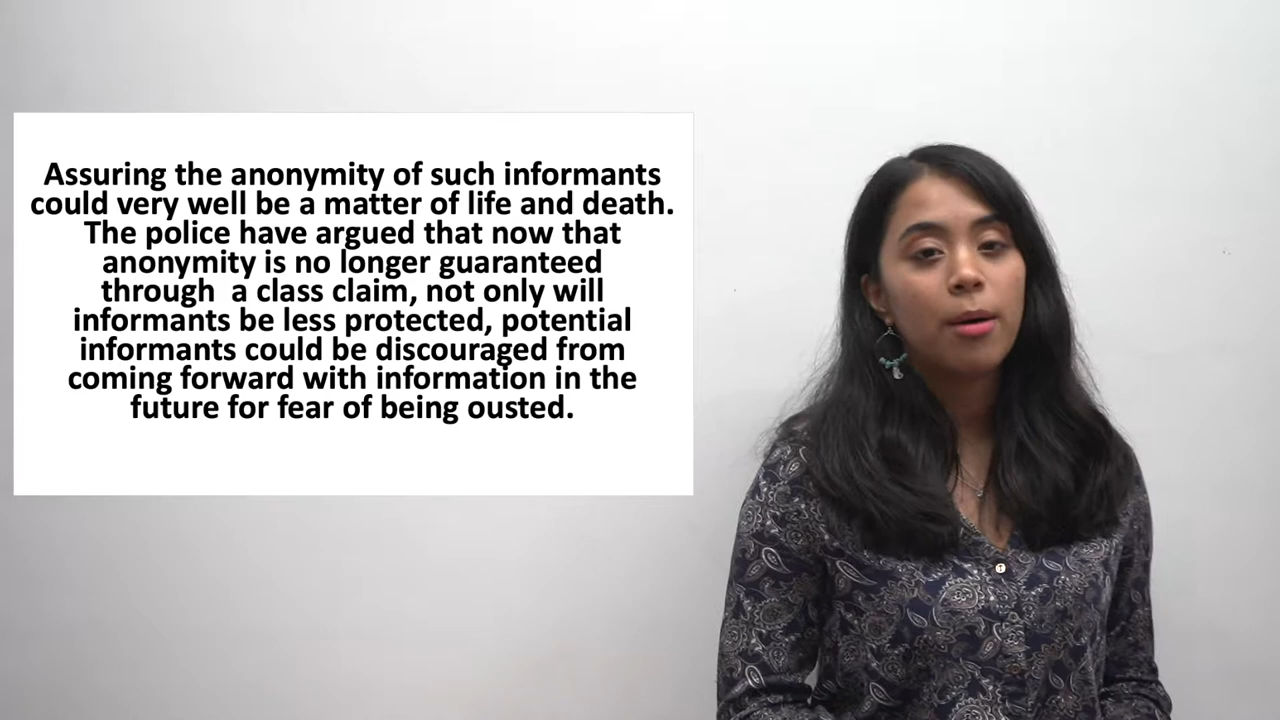 Assuring the anonymity of such informants
could very well be a matter of life and death.
The police have argued that now that
anonymity is no longer guaranteed
through  a class claim, not only will
informants be less protected, potential
informants could be discouraged from
coming forward with information in the
future for fear of being ousted.